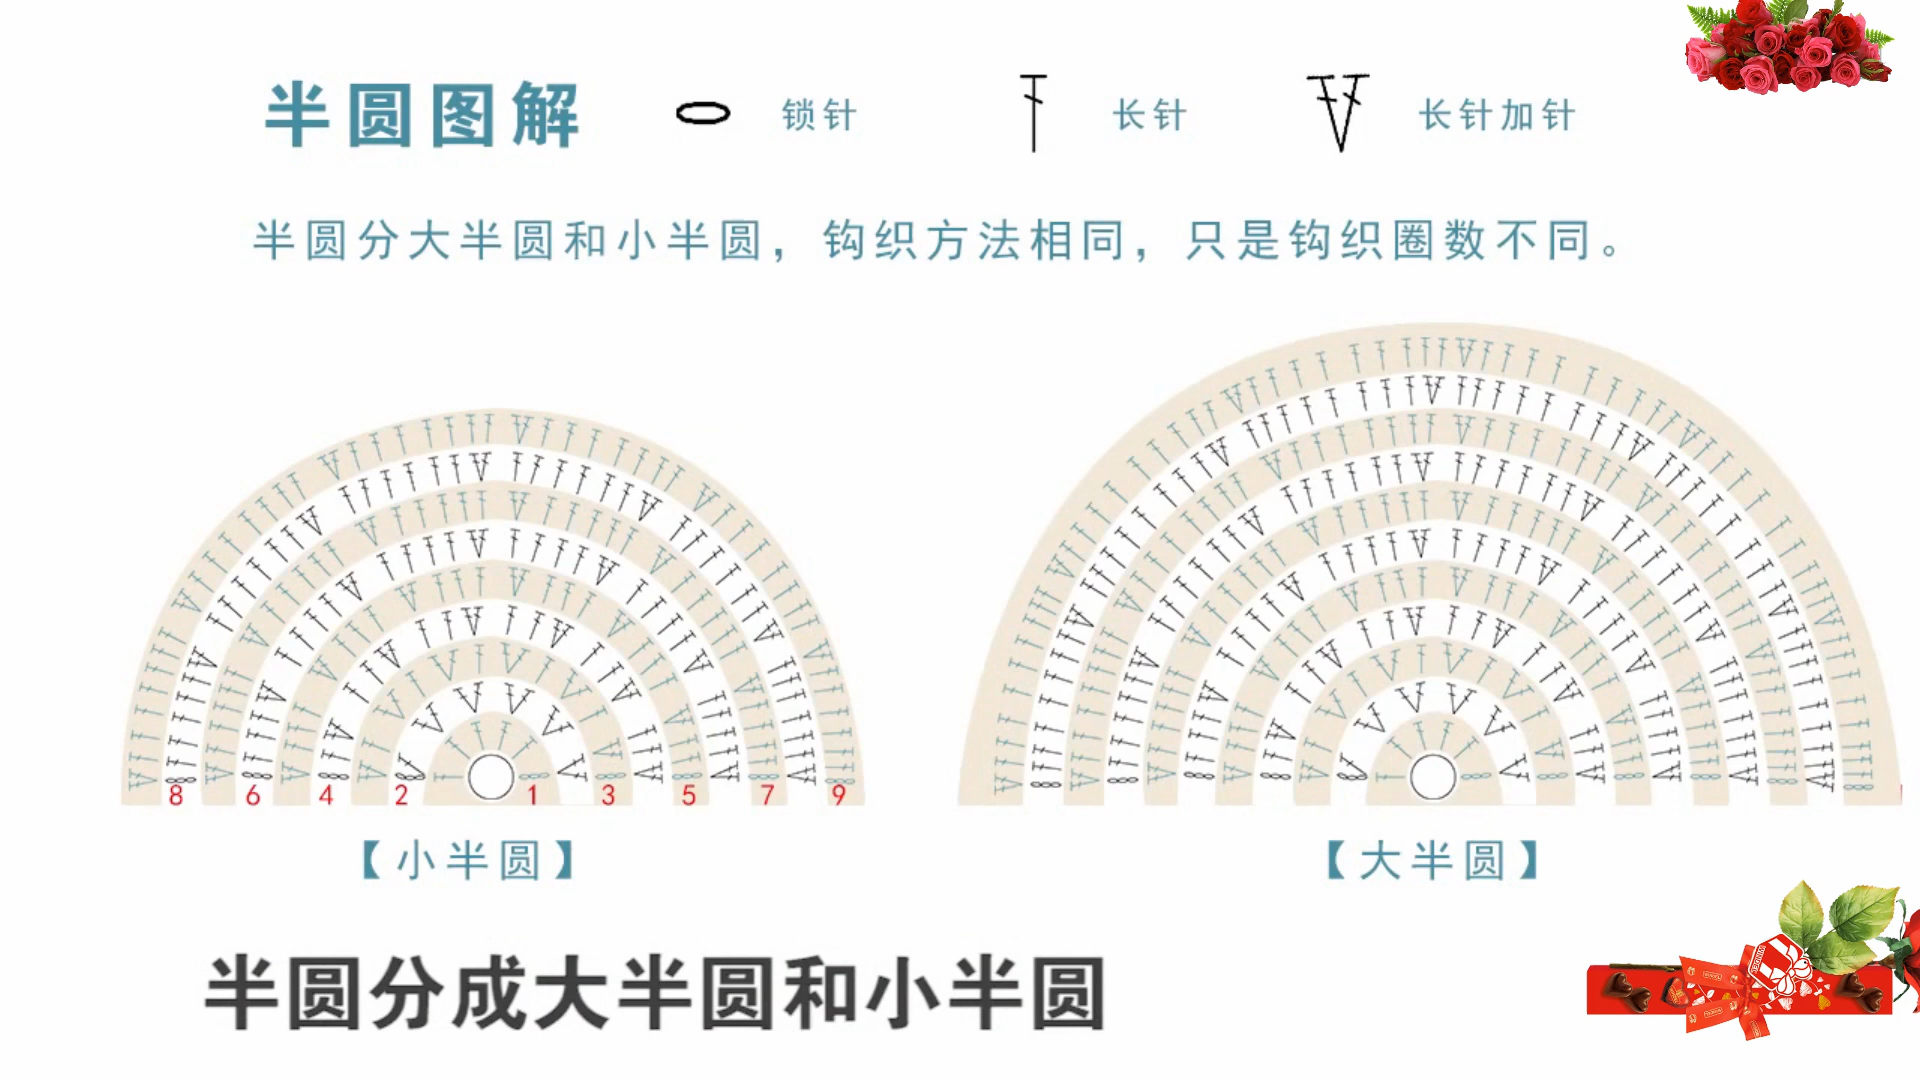 半圆图解 锁针 长针 长针加针
半圆分大半圆和小半圆，钩织方法相同，只是钩织圈数不同。
8 6 4 2 1 3 5 7 9
【小半圆】 【大半圆】
半圆分成大半圆和小半圆